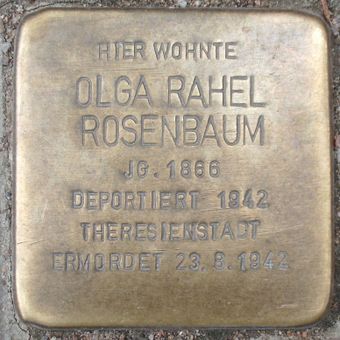 HIER WOHNTE
OLGA RAHEL
ROSENBAUM
JG. 1866
DEPORTIERT 1942
THERESIENSTADT
ERMORDET 23.8.1942